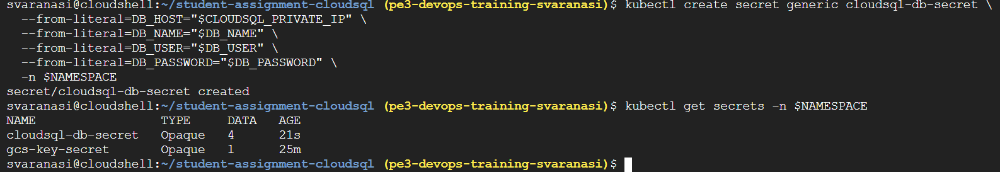 svaranasi@cloudshell:~/student-assignment-cloudsql (pe3-devops-training-svaranasi)$ kubectl create secret generic cloudsql-db-secret \
  --from-literal=DB_HOST="$CLOUDSQL_PRIVATE_IP" \
  --from-literal=DB_NAME="$DB_NAME" \
  --from-literal=DB_USER="$DB_USER" \
  --from-literal=DB_PASSWORD="$DB_PASSWORD" \
  -n $NAMESPACE
secret/cloudsql-db-secret created
svaranasi@cloudshell:~/student-assignment-cloudsql (pe3-devops-training-svaranasi)$ kubectl get secrets -n $NAMESPACE
NAME                 TYPE     DATA   AGE
cloudsql-db-secret   Opaque   4      21s
gcs-key-secret       Opaque   1      25m
svaranasi@cloudshell:~/student-assignment-cloudsql (pe3-devops-training-svaranasi)$